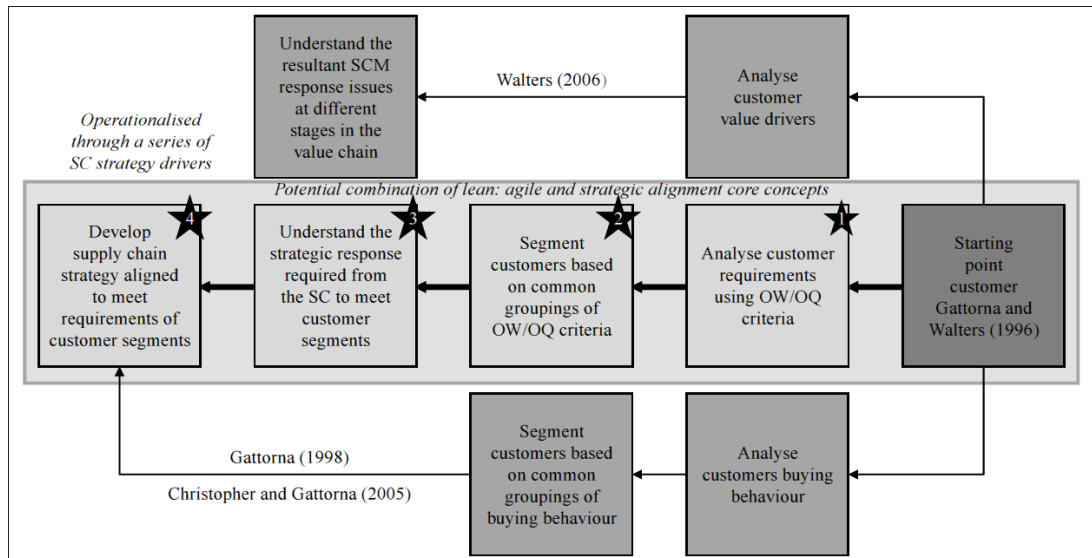 Understand the
resultant SCM
response issues
at different
stages in the
value chain
Walters (2006)
Analyse
customer
value drivers
Operationalised
through a series of
SC strategy drivers
Potential combination of lean: agile and strategic alignment core concepts
4
Develop
supply chain
strategy aligned
to meet
requirements of
customer segments
3
Understand the
strategic response
required from
the SC to meet
customer
segments
2
Segment
customers based
on common
groupings of
OW/OQ criteria
1
Analyse customer
requirements
using OW/OQ
criteria
Starting
point
customer
Gattorna and
Walters (1996)
Gattorna (1998)
Christopher and Gattorna (2005)
Segment
customers based
on common
groupings of
buying behaviour
Analyse
customers buying
behaviour